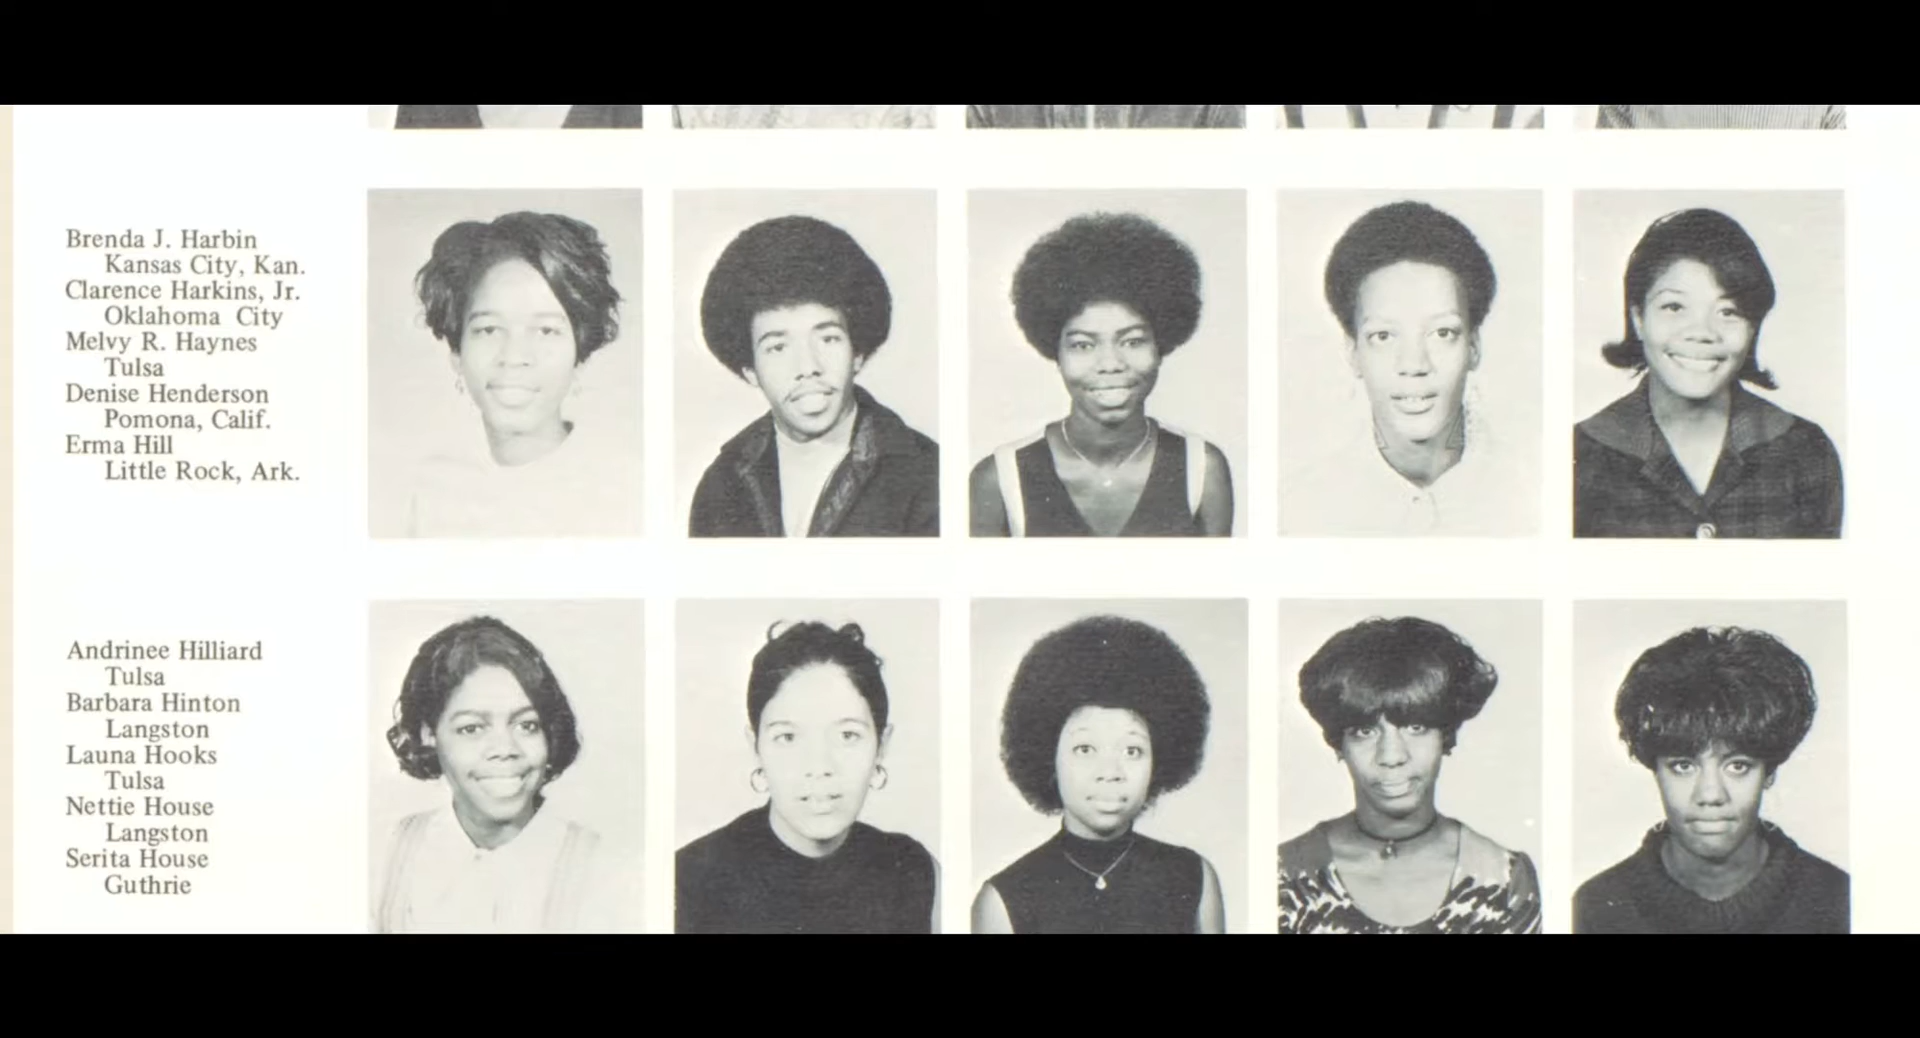 Brenda J. Harbin
Kansas City, Kan.
Clarence Harkins, Jr.
Oklahoma City
Melvy R. Haynes
Tulsa
Denise Henderson
Pomona, Calif.
Erma Hill
Little Rock, Ark.
Andrinee Hilliard
Tulsa
Barbara Hinton
Langston
Launa Hooks
Tulsa
Nettie House
Langston
Serita House
Guthrie